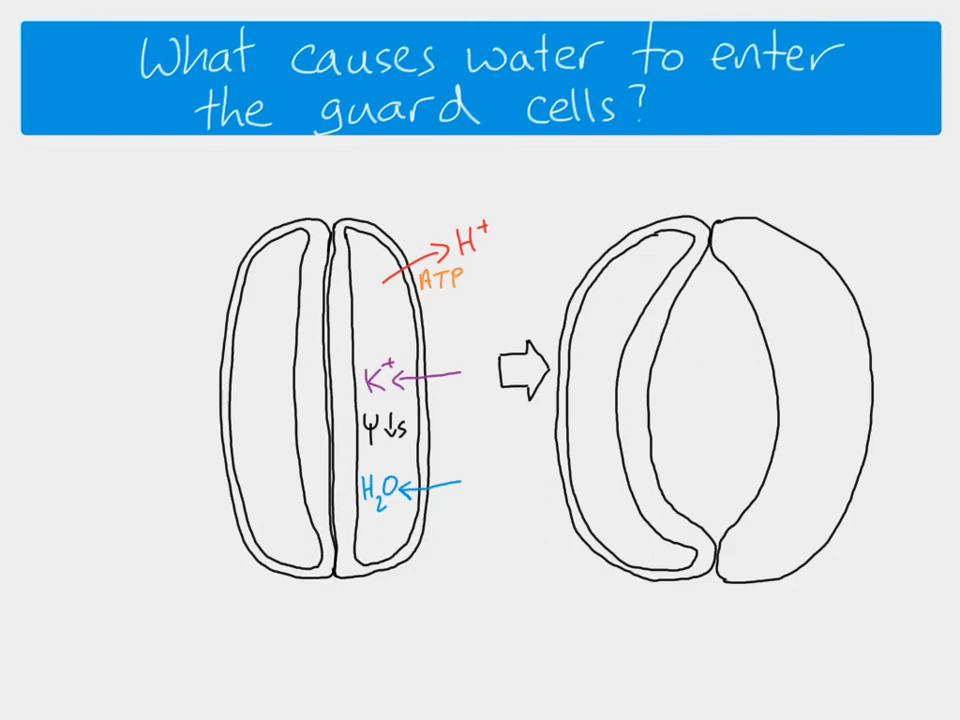 What causes water to enter
the guard cells?
H+
ATP
K+
Ψ↓s
H2O